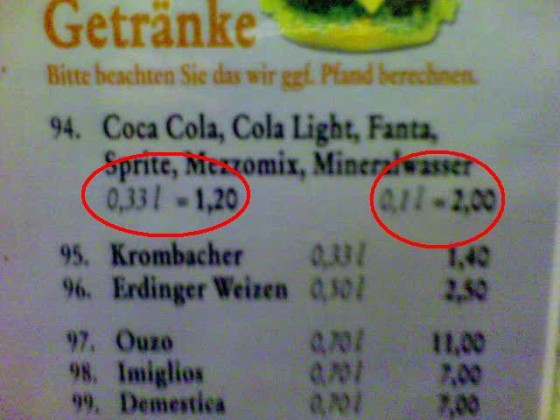 Getränke
Bitte beachten Sie das wir ggf. Pfand berechnen.
94. Coca Cola, Cola Light, Fanta,
Sprite, Mezzomix, Mineralwasser
0,33 l = 1,20 0,1 l = 2,00
95. Krombacher 0,33 l 1,40
96. Erdinger Weizen 0,50 l 2,50
97. Ouzo 0,70 l 11,00
98. Imiglios 0,70 l 7,00
99. Demestica 0,70 l 7,00